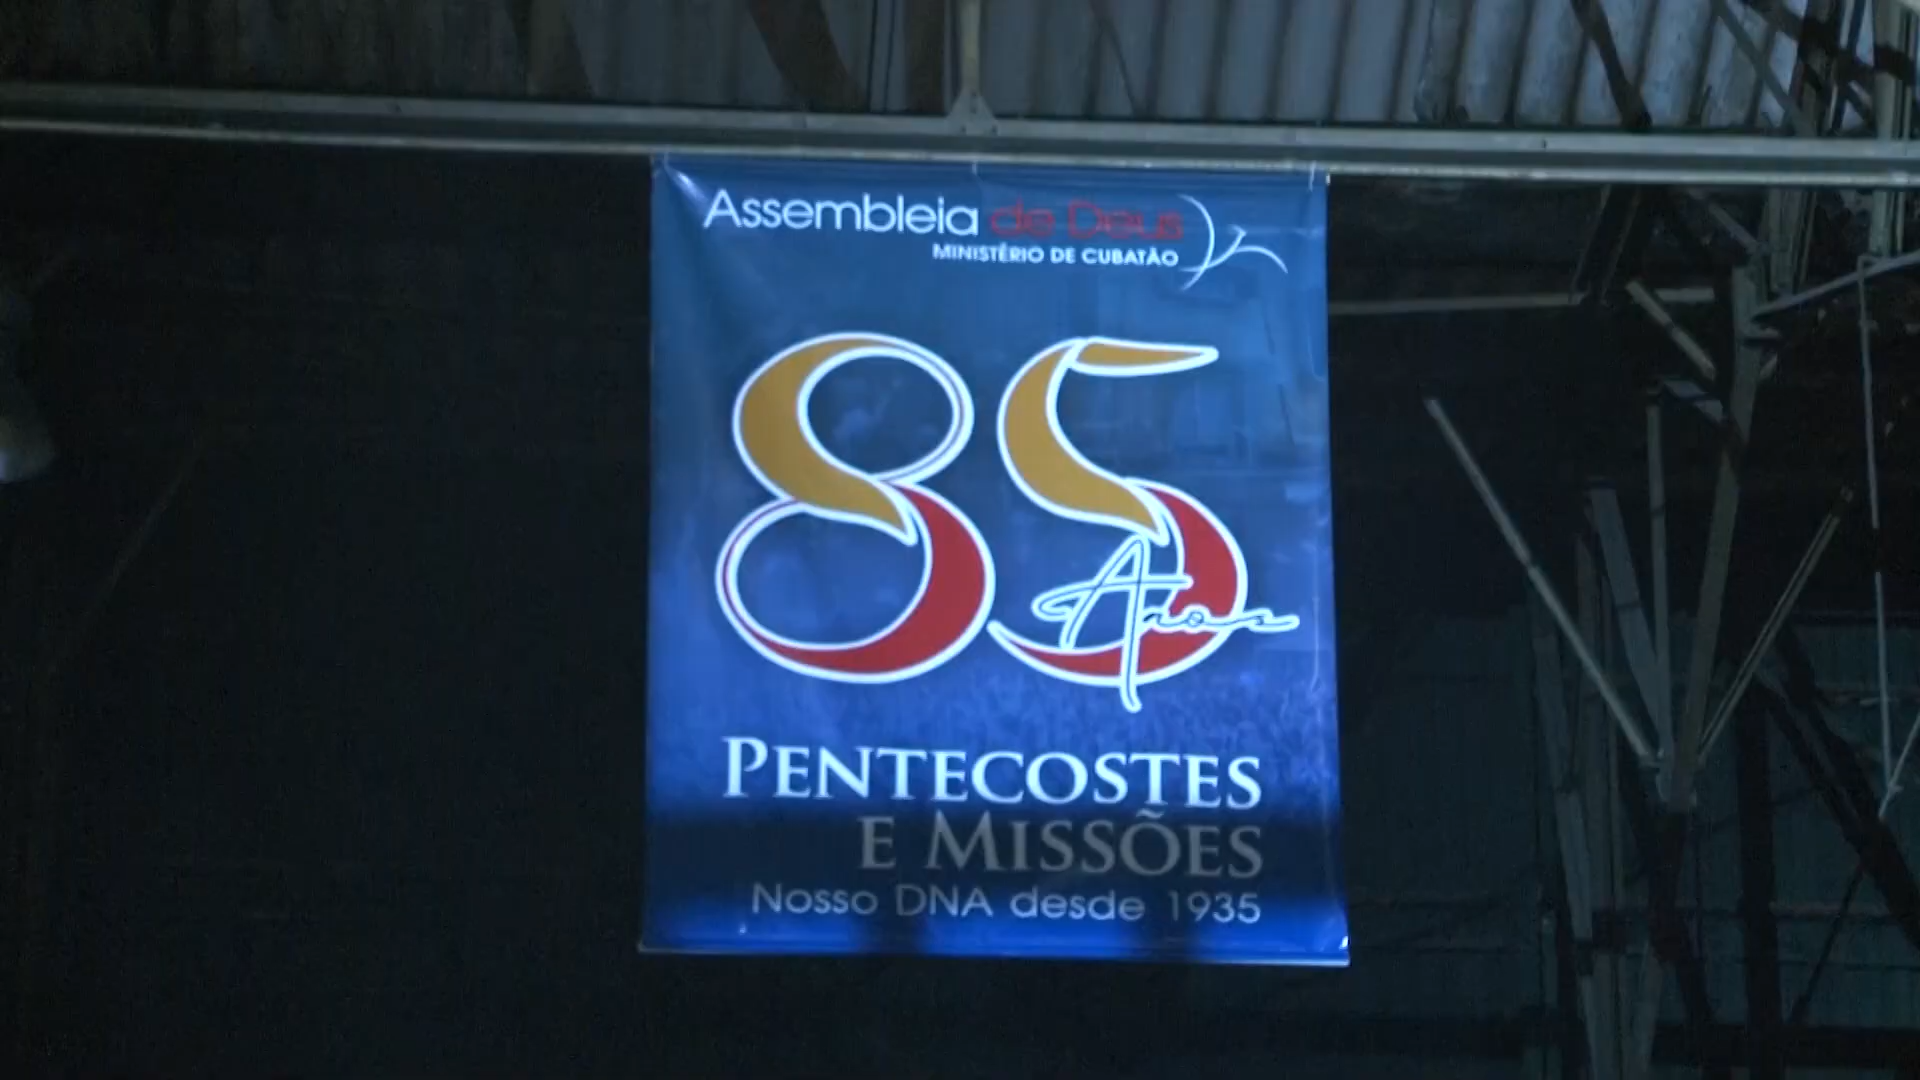 Assembleia de Deus
MINISTÉRIO DE CUBATÃO
85
Anos
PENTECOSTES
E MISSÕES
Nosso DNA desde 1935